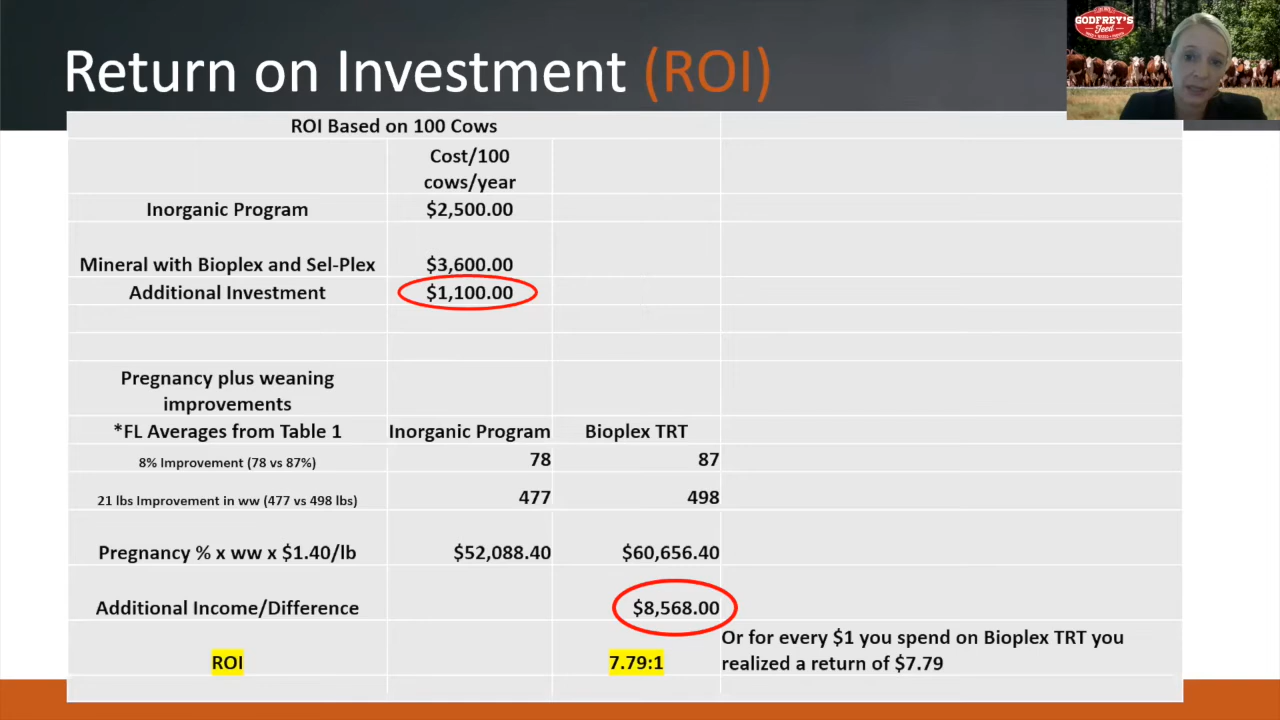 Return on Investment (ROI)
GODFREY'S
Feed
ROI Based on 100 Cows
Cost/100
cows/year
Inorganic Program $2,500.00
Mineral with Bioplex and Sel-Plex $3,600.00
Additional Investment $1,100.00
Pregnancy plus weaning
improvements
*FL Averages from Table 1 Inorganic Program Bioplex TRT
8% Improvement (78 vs 87%) 78 87
21 lbs Improvement in ww (477 vs 498 lbs) 477 498
Pregnancy % x ww x $1.40/lb $52,088.40 $60,656.40
Additional Income/Difference $8,568.00
Or for every $1 you spend on Bioplex TRT you
ROI 7.79:1 realized a return of $7.79